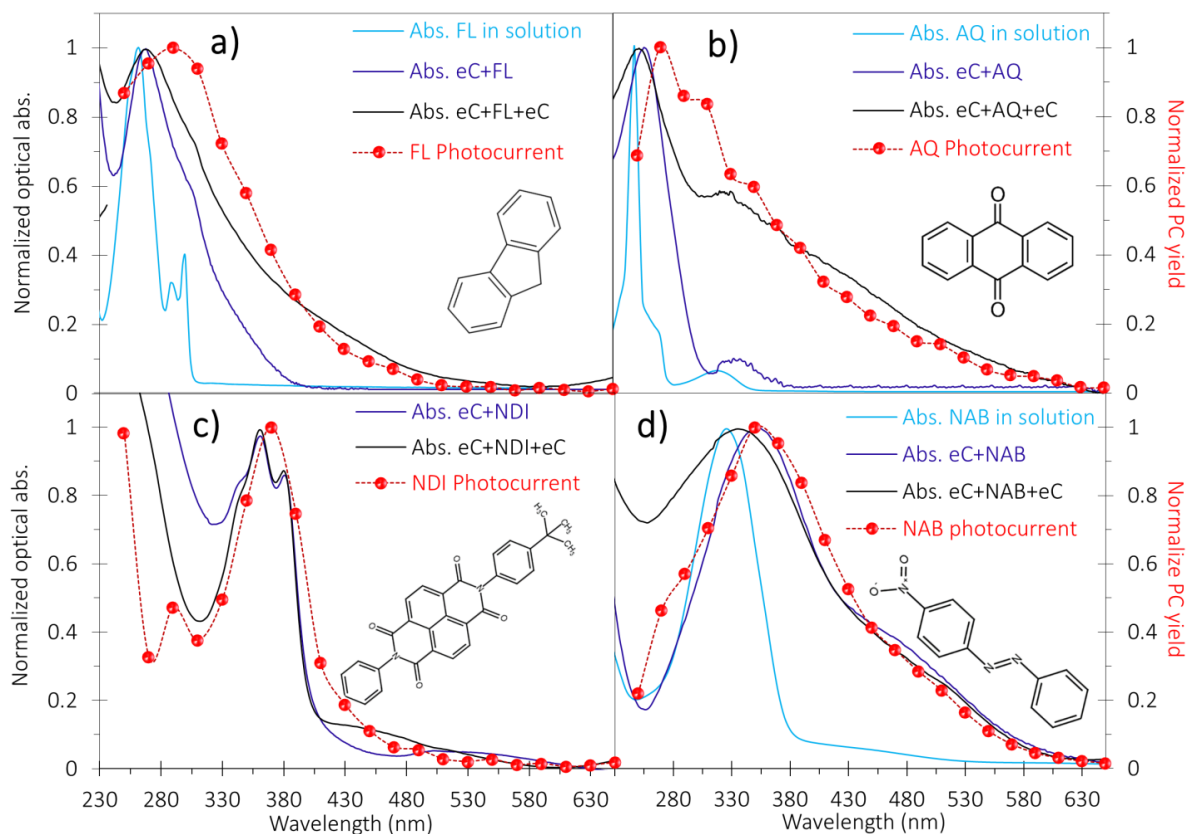 a)
Abs. FL in solution
Abs. eC+FL
Abs. eC+FL+eC
FL Photocurrent
Normalized optical abs.
1
0.8
0.6
0.4
0.2
0
b)
Abs. AQ in solution
Abs. eC+AQ
Abs. eC+AQ+eC
AQ Photocurrent
O
O
1
0.8
0.6
0.4
0.2
0
Normalized PC yield
c)
Abs. eC+NDI
Abs. eC+NDI+eC
NDI Photocurrent
H₃C
CH₃
CH₃
O
O
N
N
O
O
Normalized optical abs.
1
0.8
0.6
0.4
0.2
0
230 280 330 380 430 480 530 580 630
Wavelength (nm)
d)
Abs. NAB in solution
Abs. eC+NAB
Abs. eC+NAB+eC
NAB photocurrent
O
O
N
N
N
1
0.8
0.6
0.4
0.2
0
Normalize PC yield
280 330 380 430 480 530 580 630
Wavelength (nm)